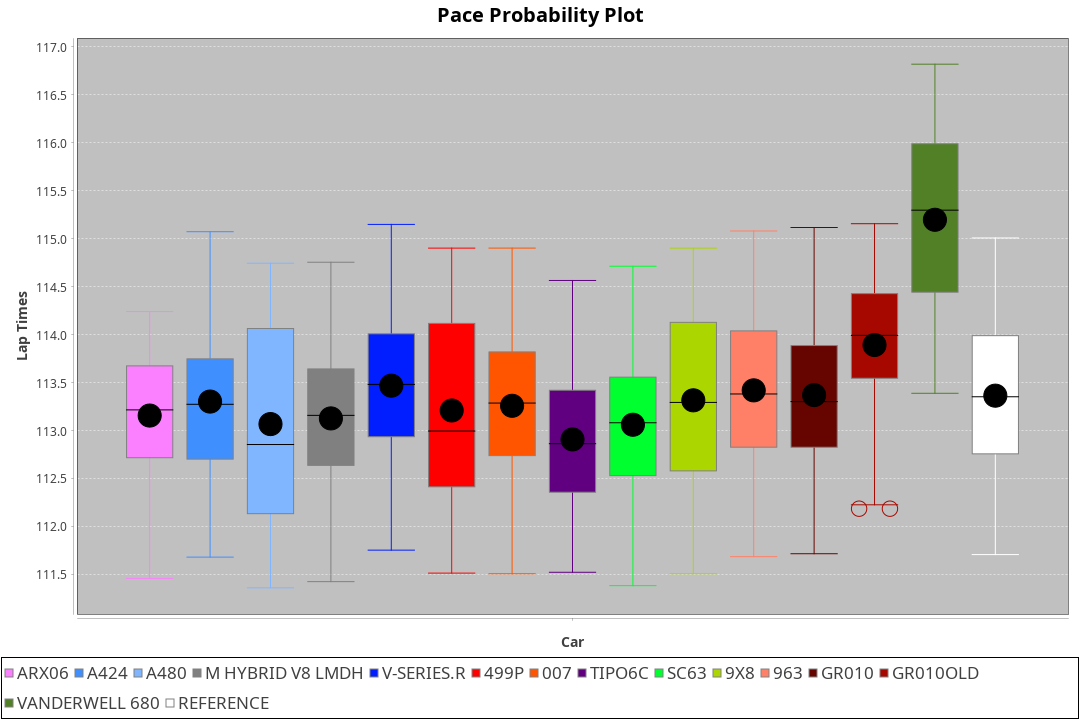 Pace Probability Plot
117.0
116.5
116.0
115.5
115.0
114.5
114.0
113.5
113.0
112.5
112.0
111.5
Lap Times
Car
ARX06 A424 A480 M HYBRID V8 LMDH V-SERIES.R 499P 007 TIPO6C SC63 9X8 963 GR010 GR010OLD
VANDERWELL 680 REFERENCE